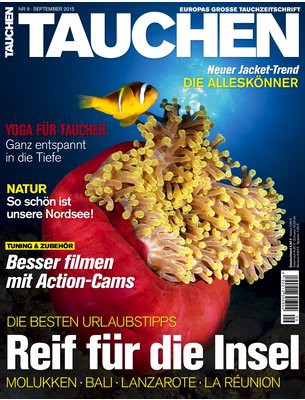 TAUCHEN
NR 9 · SEPTEMBER 2015
EUROPAS GROSSE TAUCHZEITSCHRIFT
TAUCHEN
Neuer Jacket-Trend
DIE ALLESKÖNNER
YOGA FÜR TAUCHER
Ganz entspannt
in die Tiefe
NATUR
So schön ist
unsere Nordsee!
TUNING & ZUBEHÖR
Besser filmen
mit Action-Cams
DIE BESTEN URLAUBSTIPPS
Reif für die Insel
MOLUKKEN · BALI · LANZAROTE · LA RÉUNION